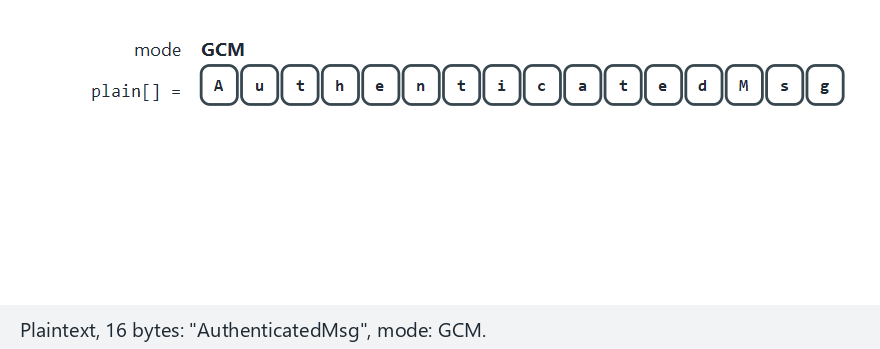 mode GCM
plain[] = A u t h e n t i c a t e d M s g
Plaintext, 16 bytes: "AuthenticatedMsg", mode: GCM.